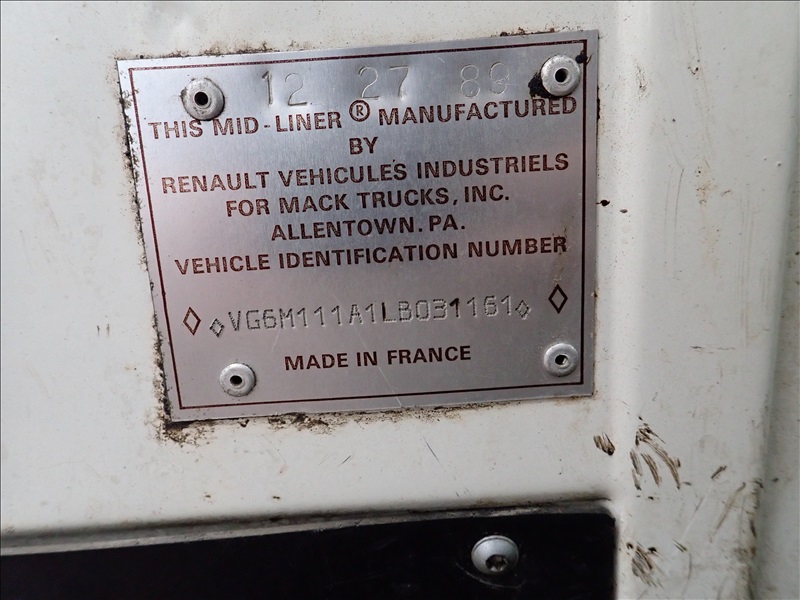 12 27 89
THIS MID-LINER® MANUFACTURED
BY
RENAULT VEHICULES INDUSTRIELS
FOR MACK TRUCKS, INC.
ALLENTOWN. PA.
VEHICLE IDENTIFICATION NUMBER
VG6M111A1LB031161
MADE IN FRANCE